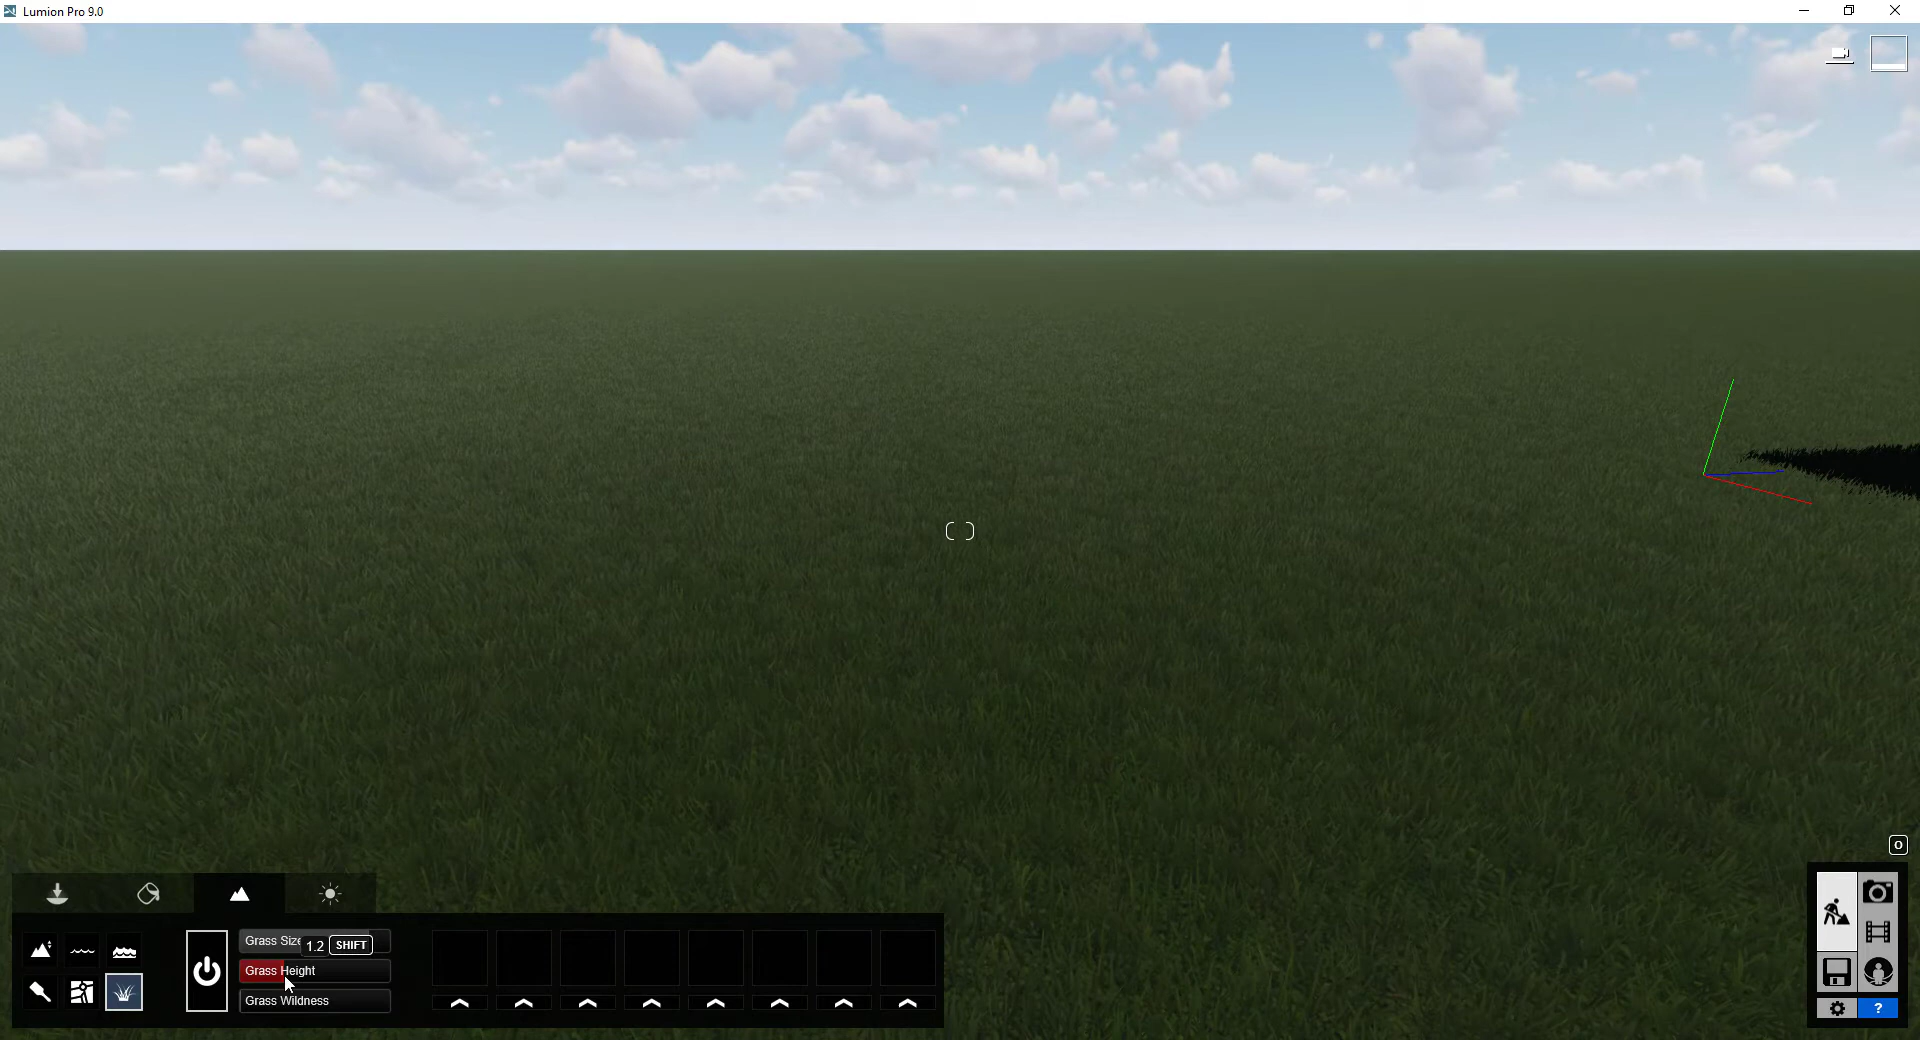 Lumion Pro 9.0
O
Grass Size
1.2 SHIFT
Grass Height
Grass Wildness
?